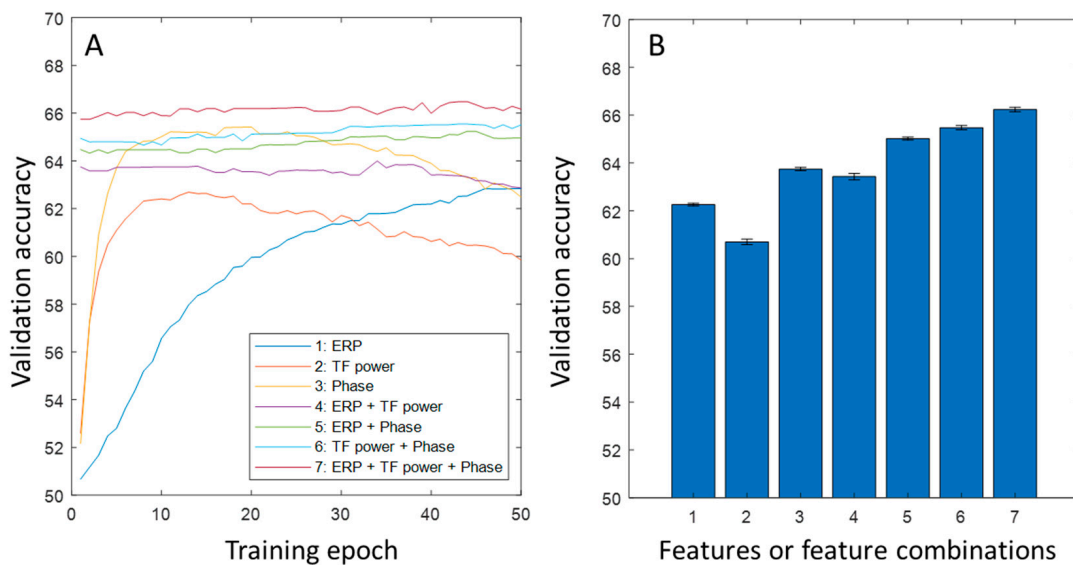 A
Validation accuracy
70
68
66
64
62
60
58
56
54
52
50
0
10
20
30
40
50
Training epoch
1: ERP
2: TF power
3: Phase
4: ERP + TF power
5: ERP + Phase
6: TF power + Phase
7: ERP + TF power + Phase
B
Validation accuracy
70
68
66
64
62
60
58
56
54
52
50
1
2
3
4
5
6
7
Features or feature combinations